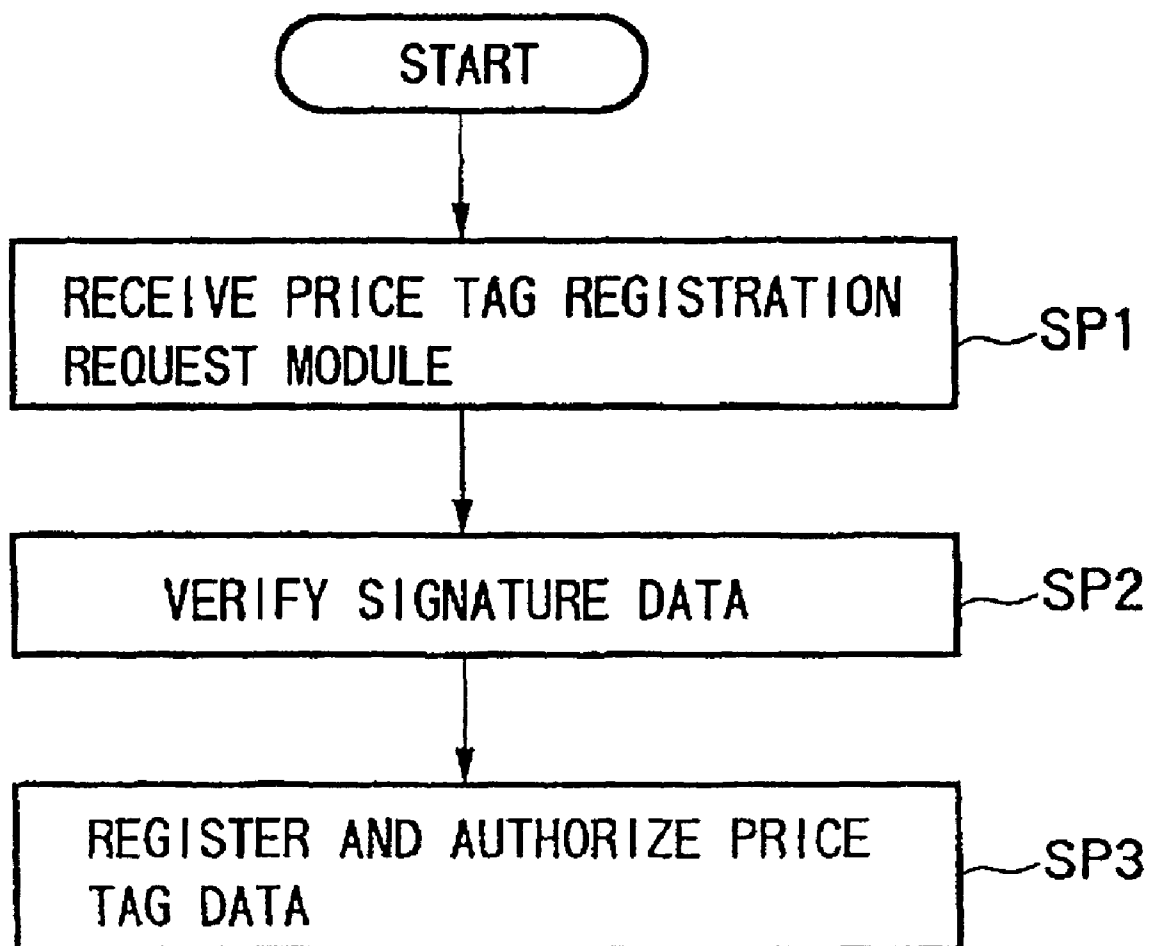 START
RECEIVE PRICE TAG REGISTRATION
REQUEST MODULE
SP1
VERIFY SIGNATURE DATA
SP2
REGISTER AND AUTHORIZE PRICE
TAG DATA
SP3